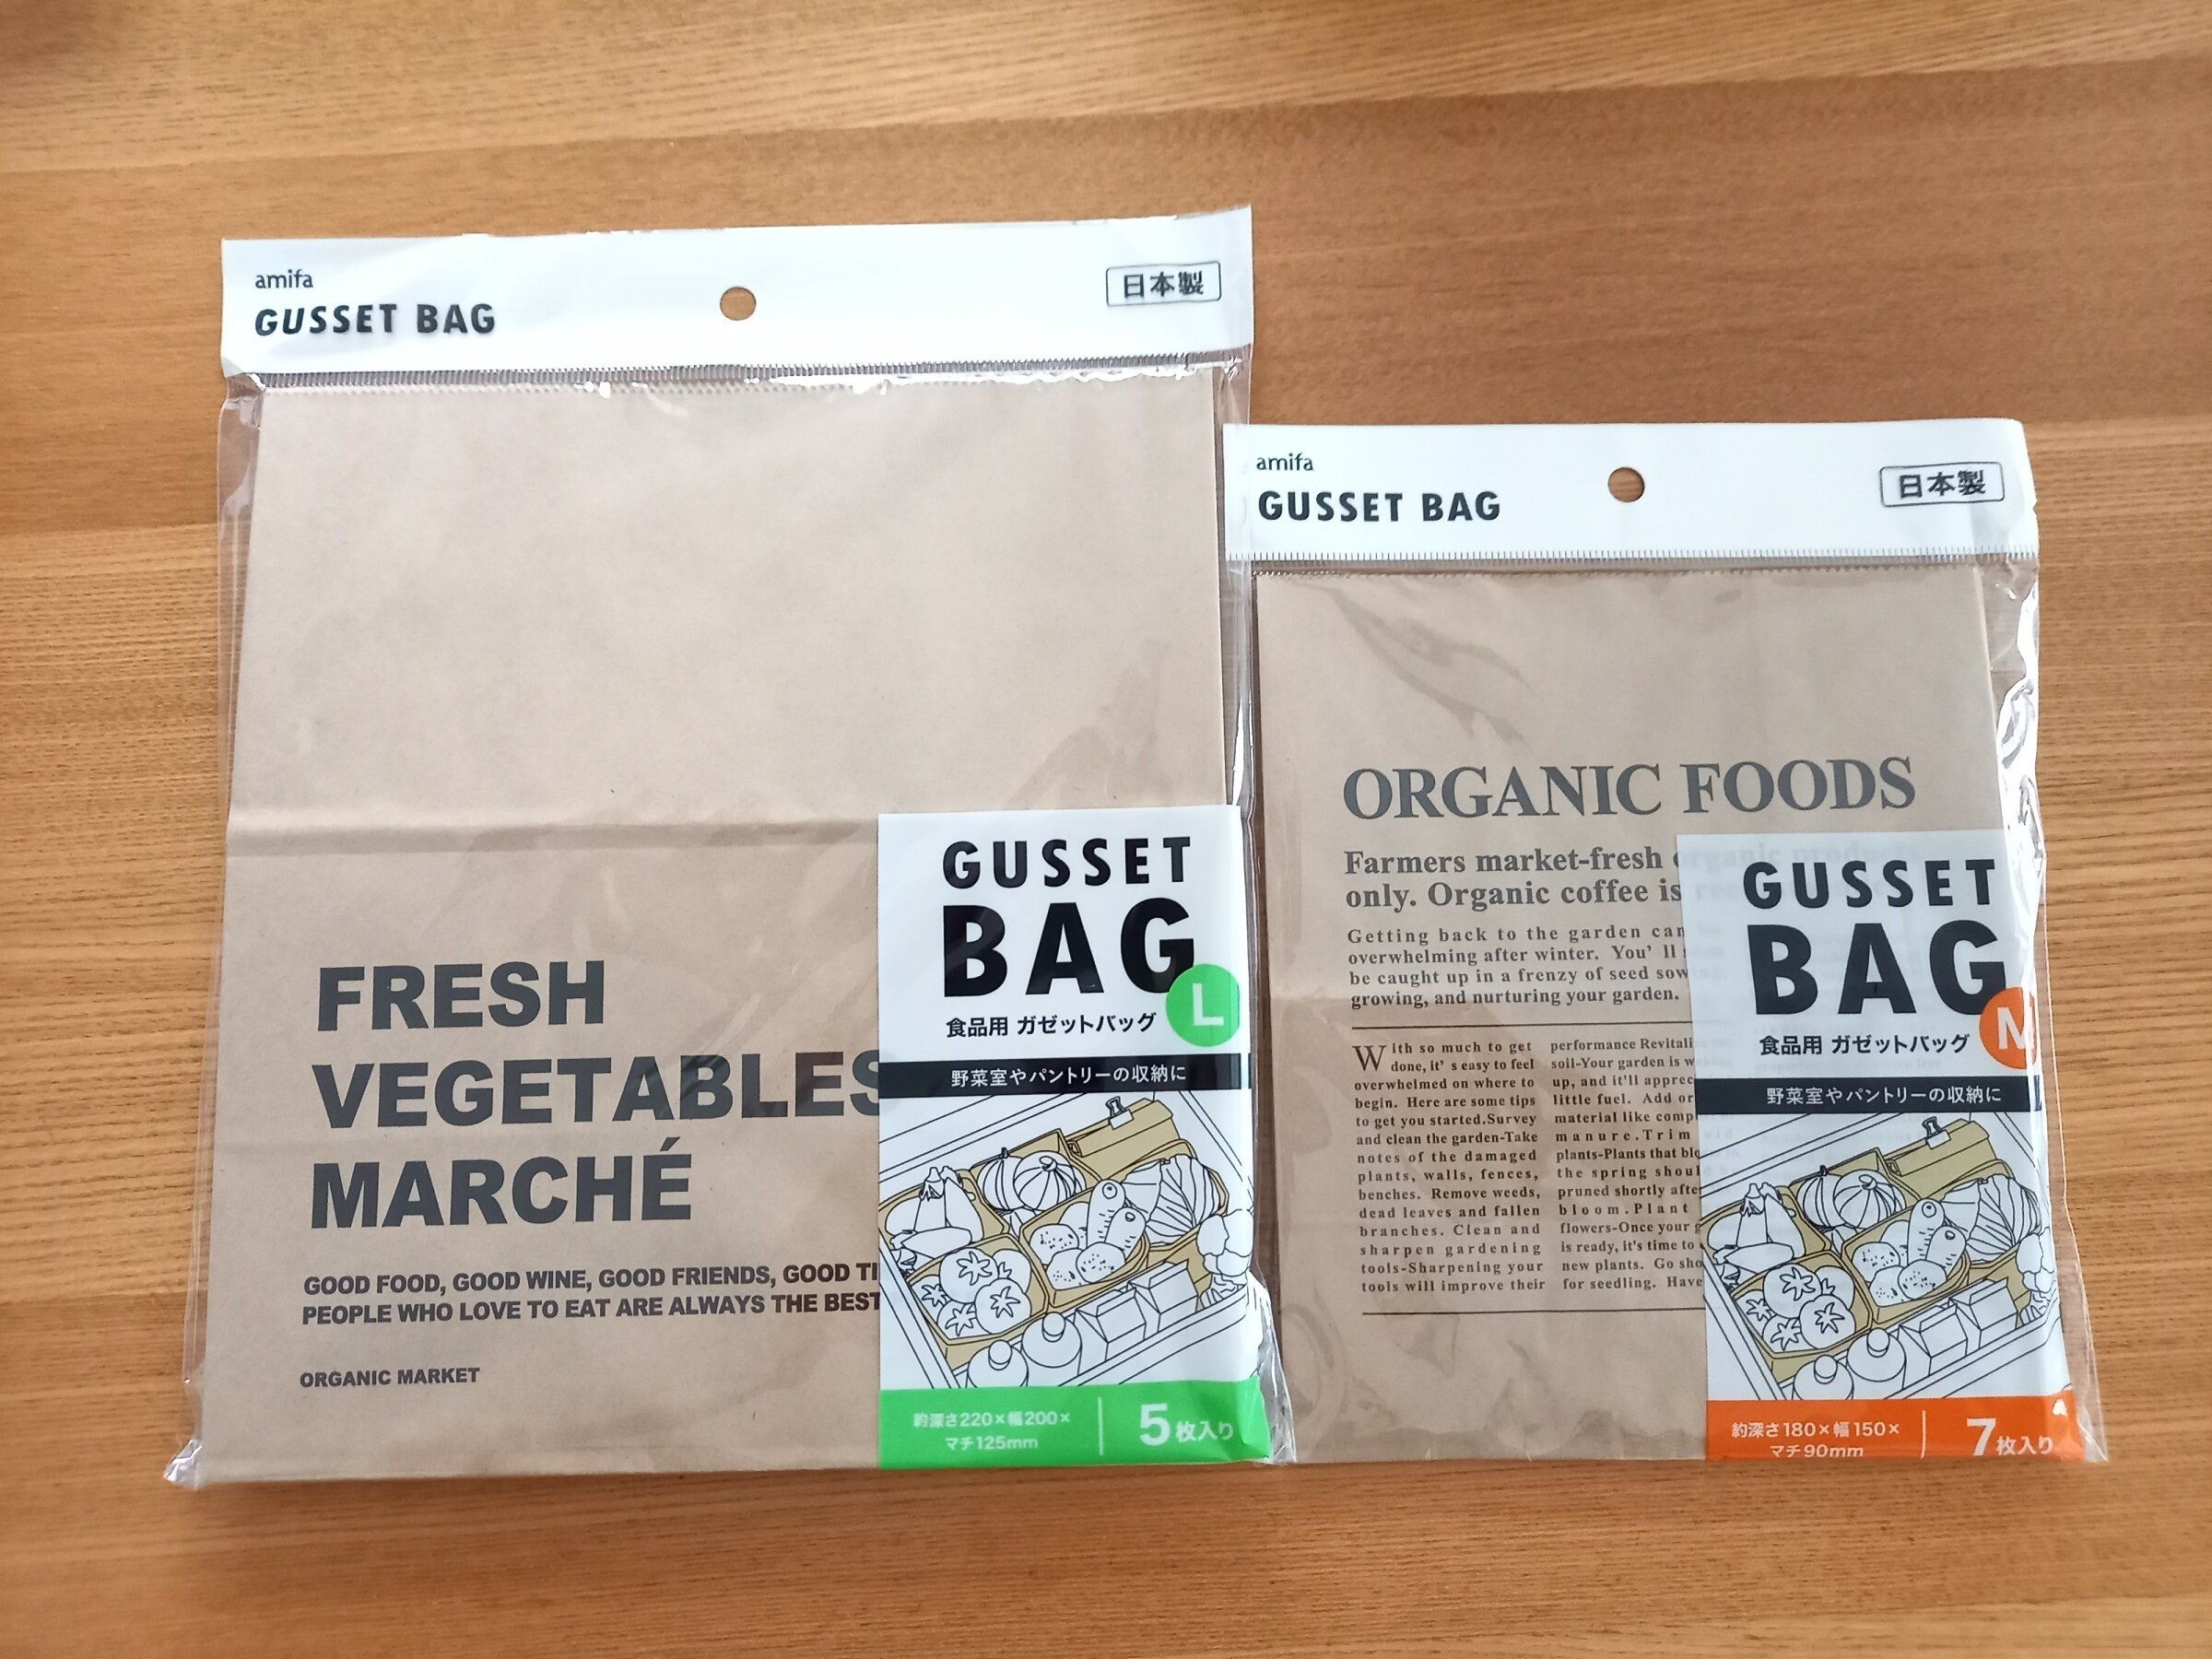 amifa
GUSSET BAG
日本製
FRESH
VEGETABLES
MARCHÉ
GOOD FOOD, GOOD WINE, GOOD FRIENDS, GOOD
PEOPLE WHO LOVE TO EAT ARE ALWAYS THE BEST
ORGANIC MARKET
GUSSET
BAG
L
食品用 ガゼットバッグ
野菜室やパントリーの収納に
約深さ220×幅200×
マチ125mm
5枚入り
amifa
GUSSET BAG
日本製
ORGANIC FOODS
Farmers market-fresh organic products
only. Organic coffee is
Getting back to the garden can
overwhelming after winter. You'll
be caught up in a frenzy of seed sowing,
growing, and nurturing your garden.
With so much to get
done, it's easy to feel
overwhelmed on where to
begin. Here are some tips
to get you started.Survey
and clean the garden-Take
notes of the damaged
plants, walls, fences,
benches. Remove weeds,
dead leaves and fallen
branches. Clean and
sharpen gardening
tools-Sharpening your
tools will improve their
performance
soil-Your garden is
up, and it'll
little fuel. Add
material like
manure.Trim
plants-Plants that
the spring
pruned shortly
bloom.Plant
flowers-Once your
is ready, it's time to
new plants. Go
for seedling. Have
GUSSET
BAG
M
食品用 ガゼットバッグ
野菜室やパントリーの収納に
約深さ180×幅150×
マチ90mm
7枚入り